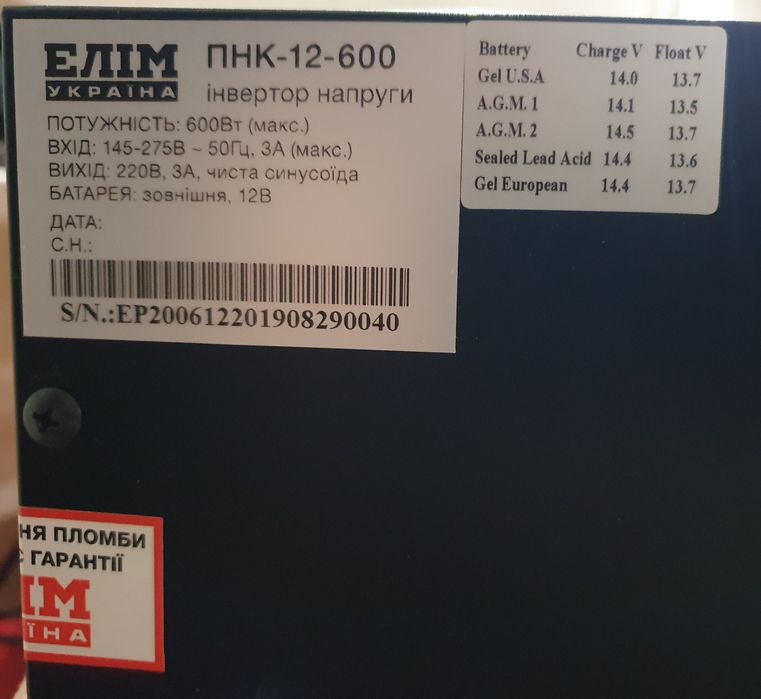 ЕЛІМ
УКРАЇНА
ПНК-12-600
інвертор напруги
ПОТУЖНІСТЬ: 600Вт (макс.)
ВХІД: 145-275В ~ 50Гц, 3А (макс.)
ВИХІД: 220В, 3А, чиста синусоїда
БАТАРЕЯ: зовнішня, 12В
ДАТА:
С.Н.:
S/N.:EP200612201908290040
Battery Charge V Float V
Gel U.S.A 14.0 13.7
A.G.M. 1 14.1 13.5
A.G.M. 2 14.5 13.7
Sealed Lead Acid 14.4 13.6
Gel European 14.4 13.7
НЯ ПЛОМБИ
Є ГАРАНТІЇ
ІМ
ЇНА